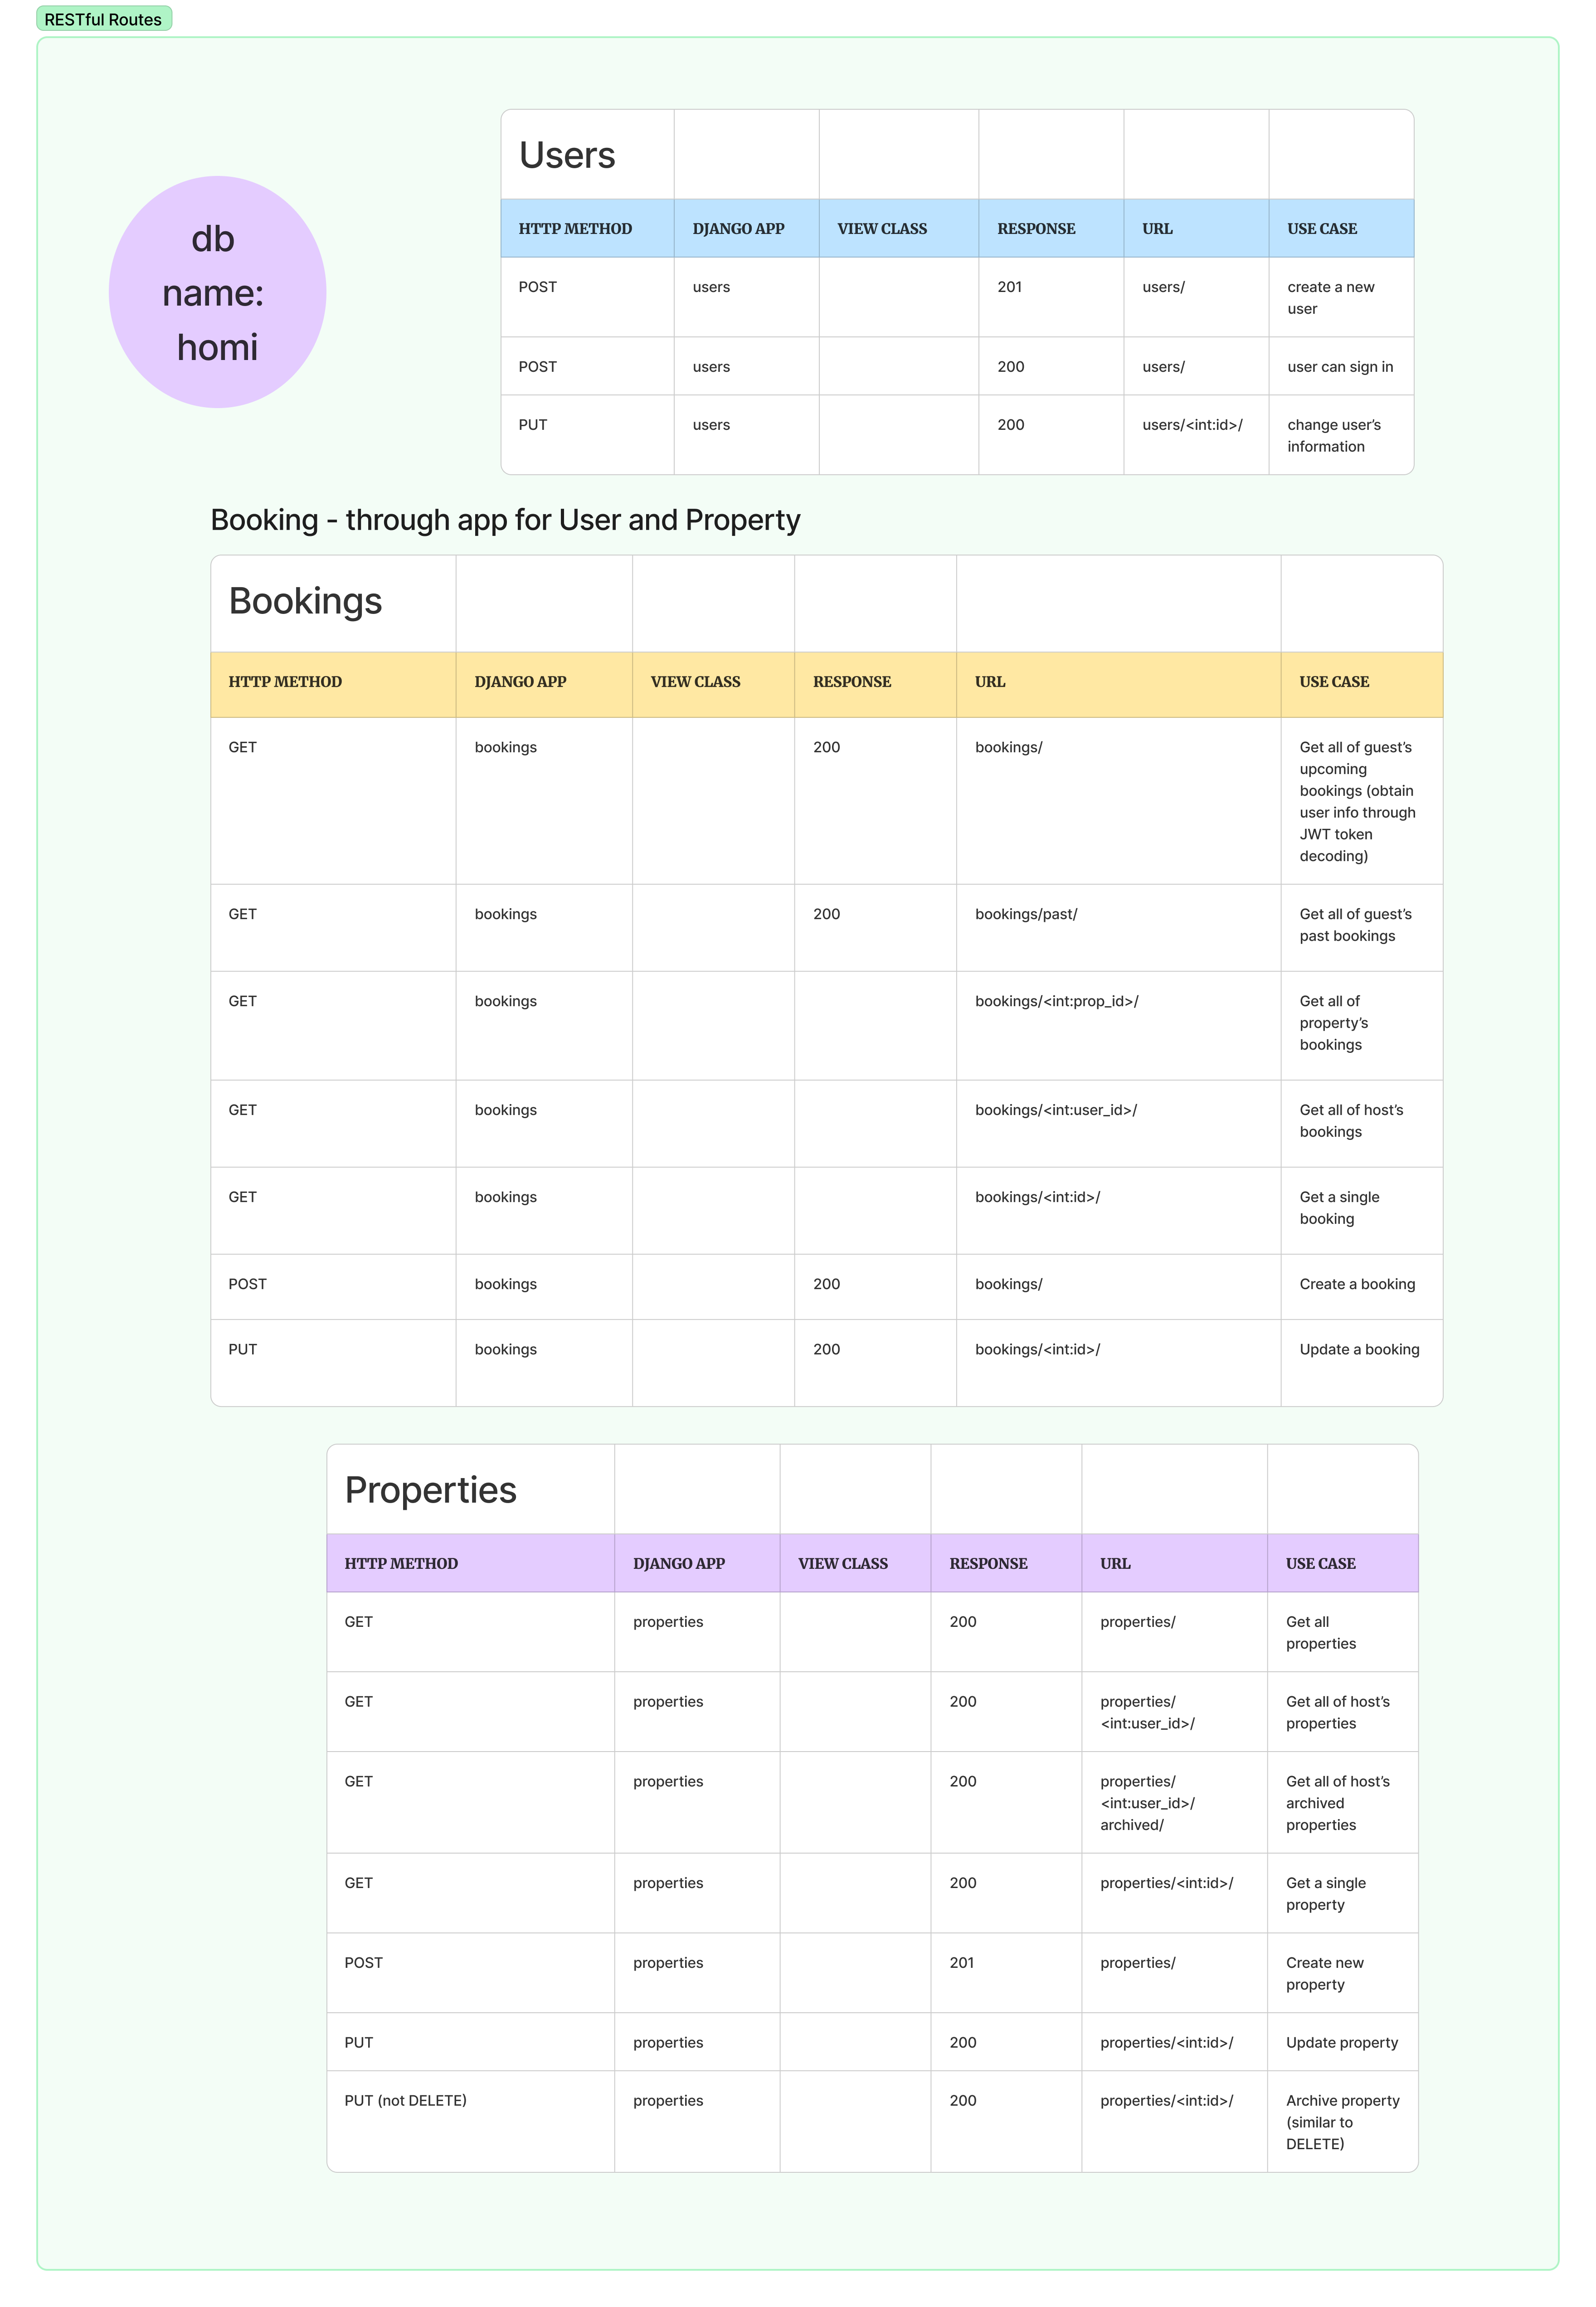 RESTful Routes
db
name:
homi
Users
HTTP METHOD DJANGO APP VIEW CLASS RESPONSE URL USE CASE
POST users 201 users/ create a new
user
POST users 200 users/ user can sign in
PUT users 200 users/<int:id>/ change user’s
information
Booking - through app for User and Property
Bookings
HTTP METHOD DJANGO APP VIEW CLASS RESPONSE URL USE CASE
GET bookings 200 bookings/ Get all of guest’s
upcoming
bookings (obtain
user info through
JWT token
decoding)
GET bookings 200 bookings/past/ Get all of guest’s
past bookings
GET bookings bookings/<int:prop_id>/ Get all of
property’s
bookings
GET bookings bookings/<int:user_id>/ Get all of host’s
bookings
GET bookings bookings/<int:id>/ Get a single
booking
POST bookings 200 bookings/ Create a booking
PUT bookings 200 bookings/<int:id>/ Update a booking
Properties
HTTP METHOD DJANGO APP VIEW CLASS RESPONSE URL USE CASE
GET properties 200 properties/ Get all
properties
GET properties 200 properties/ Get all of host’s
<int:user_id>/ properties
GET properties 200 properties/ Get all of host’s
<int:user_id>/ archived
archived/ properties
GET properties 200 properties/<int:id>/ Get a single
property
POST properties 201 properties/ Create new
property
PUT properties 200 properties/<int:id>/ Update property
PUT (not DELETE) properties 200 properties/<int:id>/ Archive property
(similar to
DELETE)